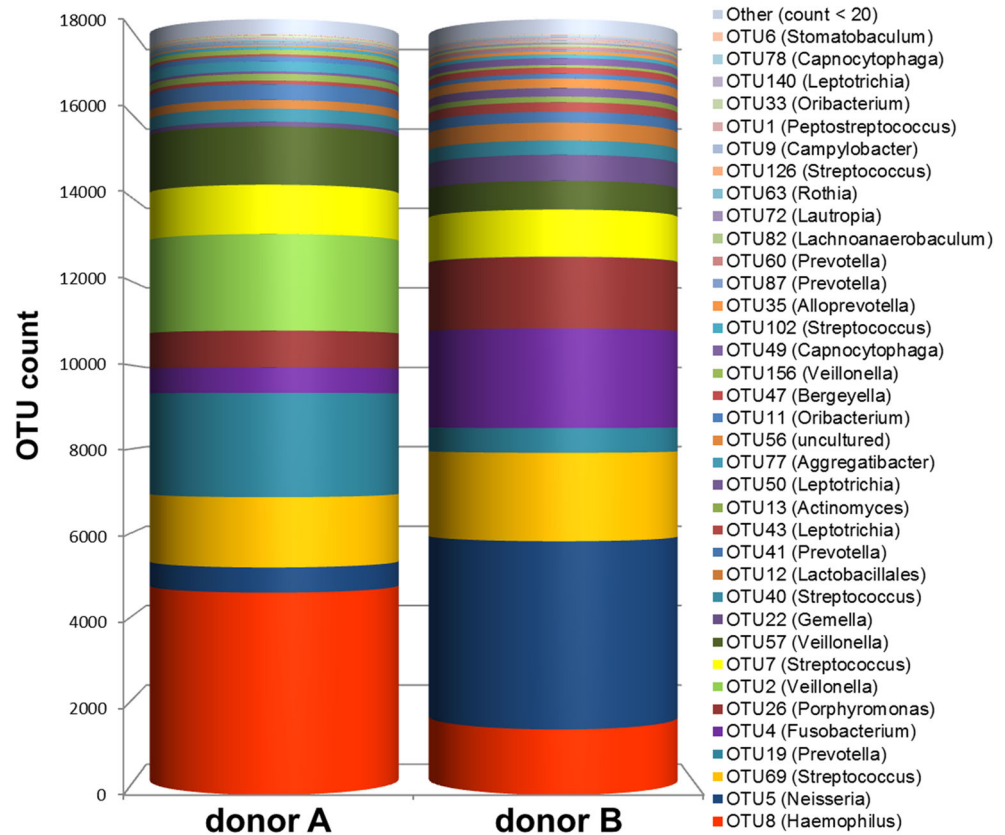 OTU count
18000
16000
14000
12000
10000
8000
6000
4000
2000
0
donor A
donor B
Other (count < 20)
OTU6 (Stomatobaculum)
OTU78 (Capnocytophaga)
OTU140 (Leptotrichia)
OTU33 (Oribacterium)
OTU1 (Peptostreptococcus)
OTU9 (Campylobacter)
OTU126 (Streptococcus)
OTU63 (Rothia)
OTU72 (Lautropia)
OTU82 (Lachnoanaerobaculum)
OTU60 (Prevotella)
OTU87 (Prevotella)
OTU35 (Alloprevotella)
OTU102 (Streptococcus)
OTU49 (Capnocytophaga)
OTU156 (Veillonella)
OTU47 (Bergeyella)
OTU11 (Oribacterium)
OTU56 (uncultured)
OTU77 (Aggregatibacter)
OTU50 (Leptotrichia)
OTU13 (Actinomyces)
OTU43 (Leptotrichia)
OTU41 (Prevotella)
OTU12 (Lactobacillales)
OTU40 (Streptococcus)
OTU22 (Gemella)
OTU57 (Veillonella)
OTU7 (Streptococcus)
OTU2 (Veillonella)
OTU26 (Porphyromonas)
OTU4 (Fusobacterium)
OTU19 (Prevotella)
OTU69 (Streptococcus)
OTU5 (Neisseria)
OTU8 (Haemophilus)